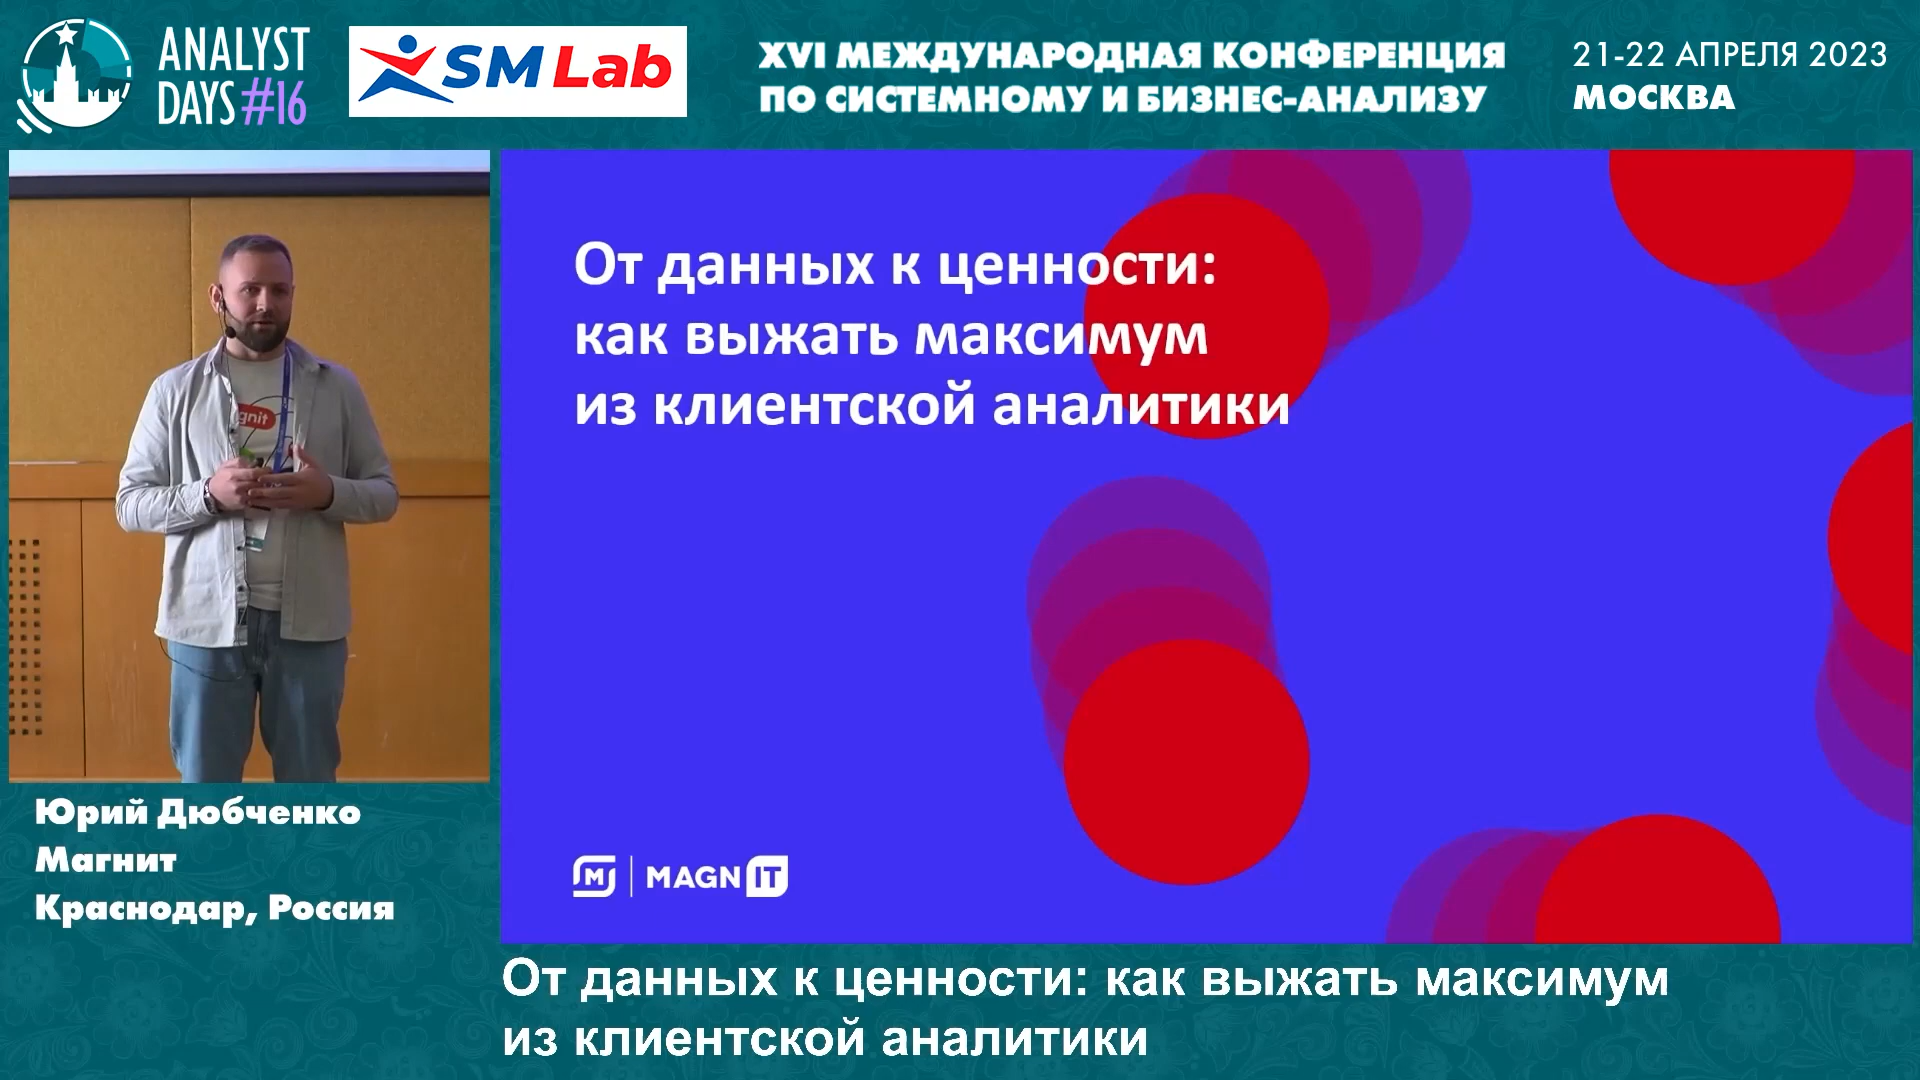 ANALYST
DAYS #16
SM Lab
XVI МЕЖДУНАРОДНАЯ КОНФЕРЕНЦИЯ
ПО СИСТЕМНОМУ И БИЗНЕС-АНАЛИЗУ
21-22 АПРЕЛЯ 2023
МОСКВА
gnit
От данных к ценности:
как выжать максимум
из клиентской аналитики
M | MAGNIT
Юрий Дюбченко
Магнит
Краснодар, Россия
От данных к ценности: как выжать максимум
из клиентской аналитики